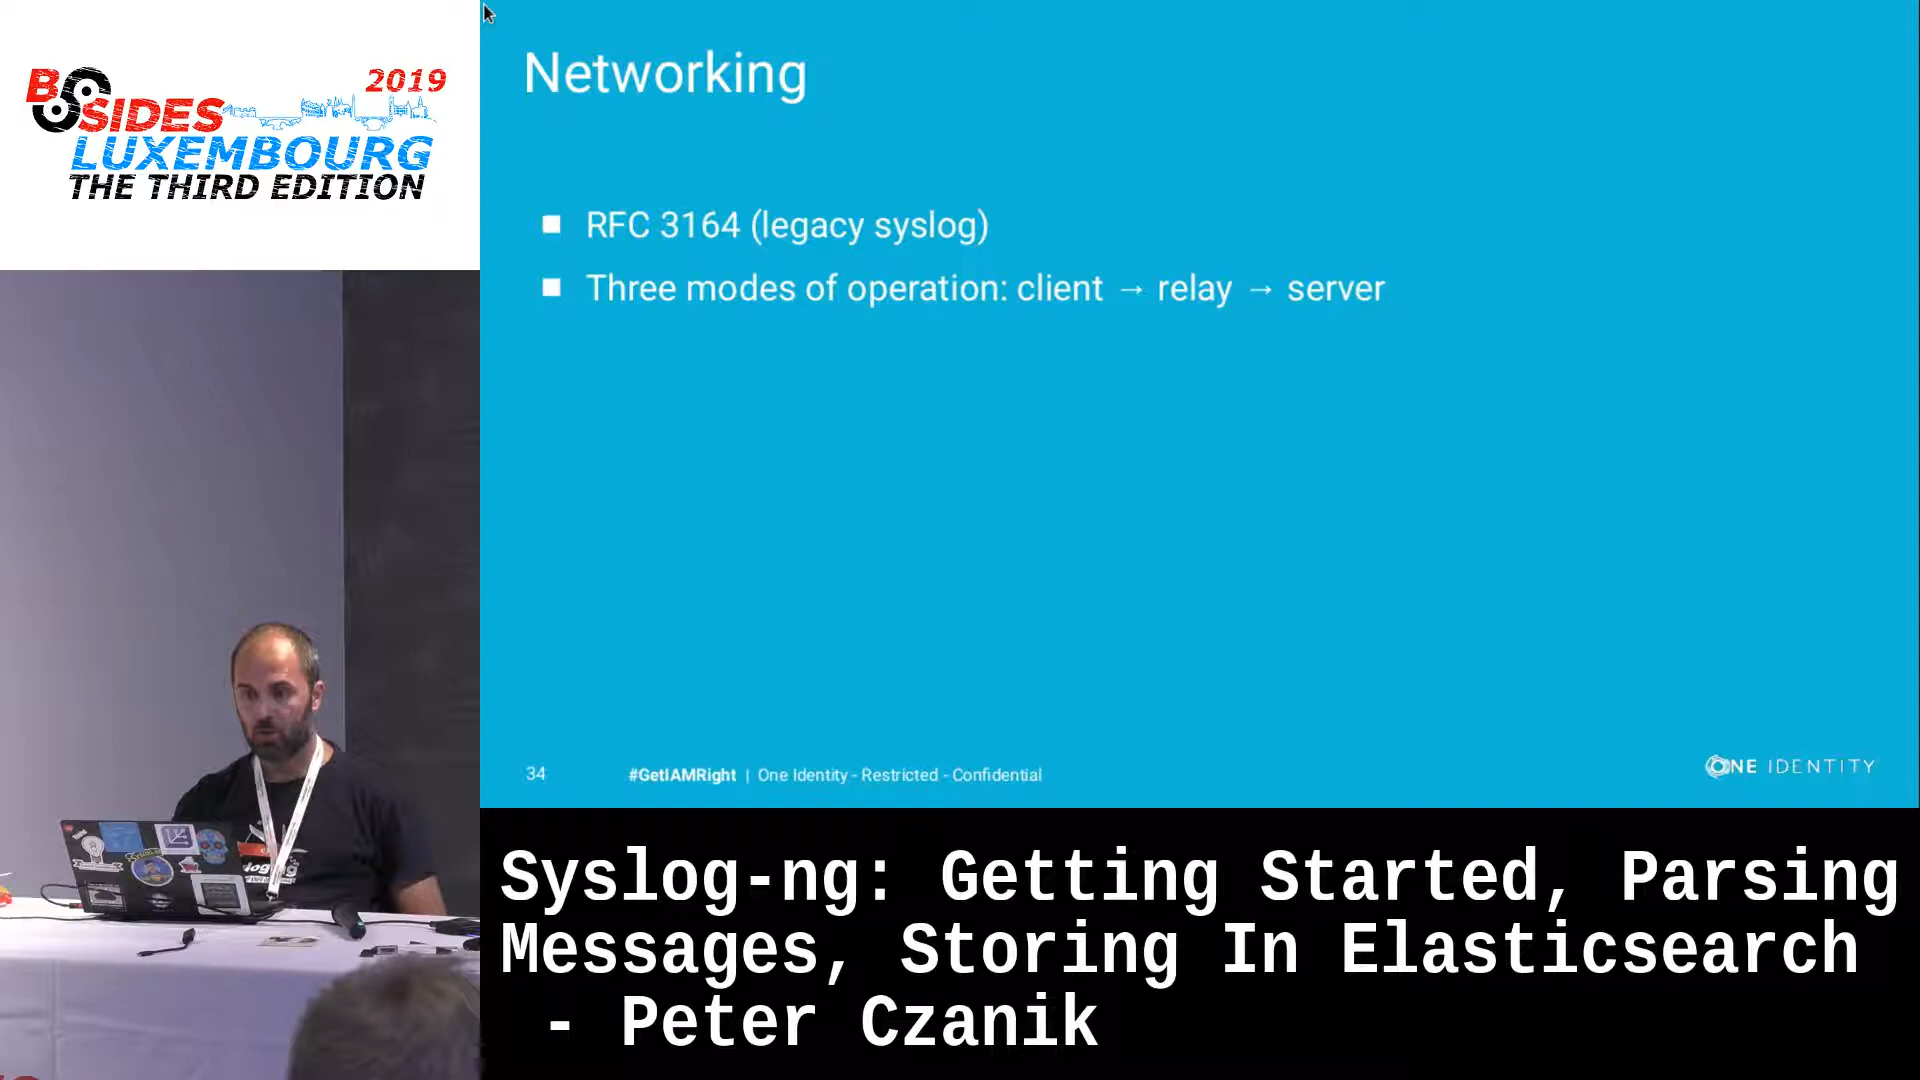 BSIDES
2019
LUXEMBOURG
THE THIRD EDITION
Networking
RFC 3164 (legacy syslog)
Three modes of operation: client → relay → server
34
#GetIAMRight | One Identity - Restricted - Confidential
ONE IDENTITY
Syslog-ng: Getting Started, Parsing
Messages, Storing In Elasticsearch
- Peter Czanik